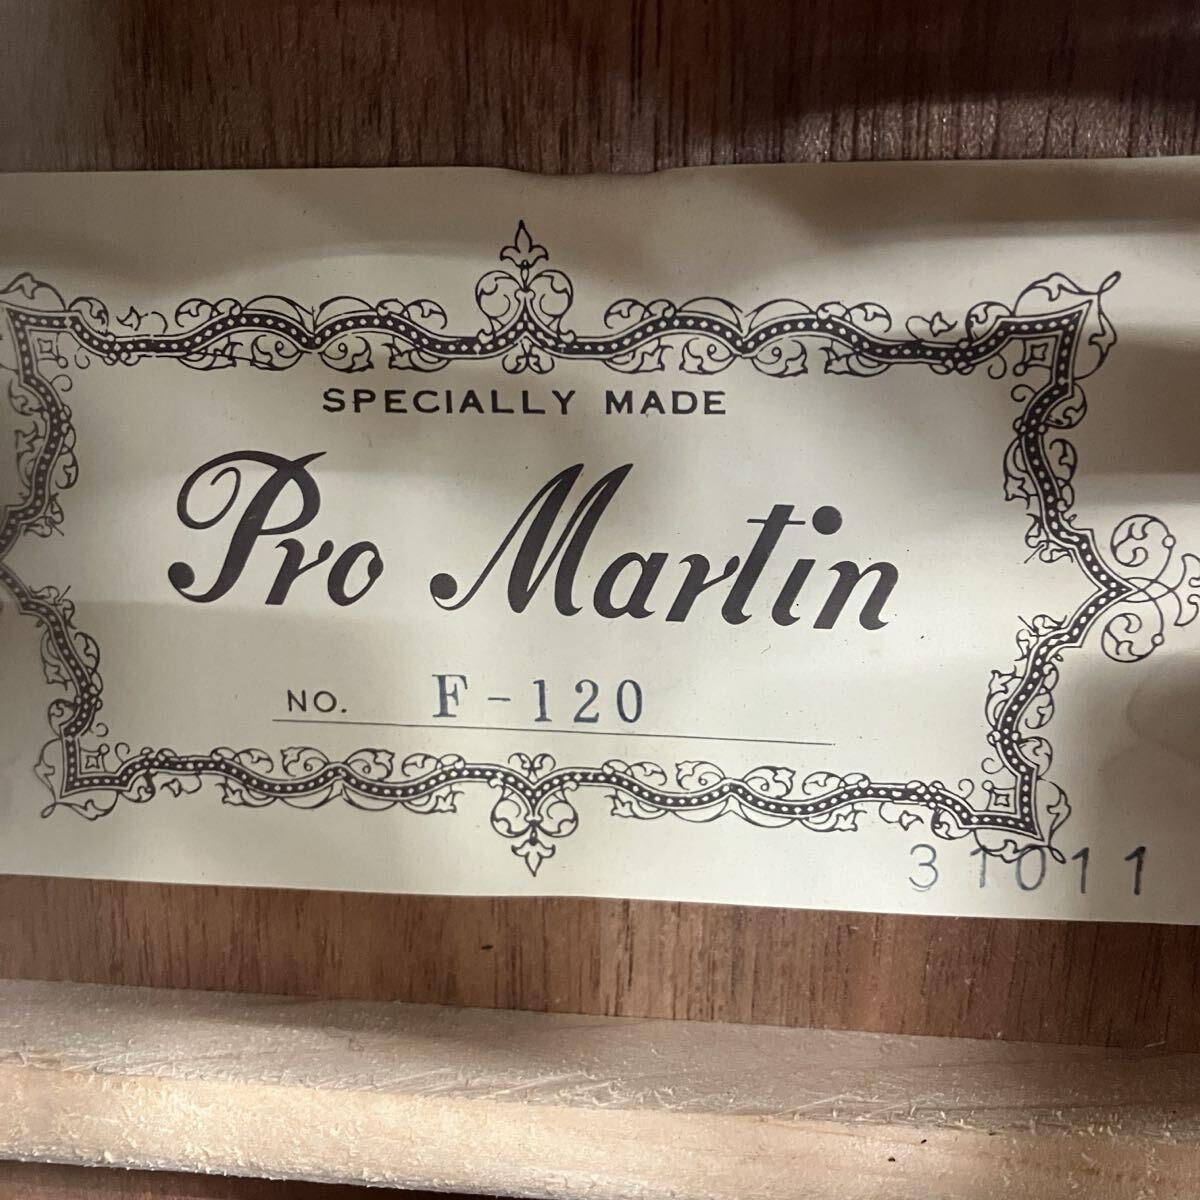 SPECIALLY MADE
Pro Martin
NO. F-120
31011